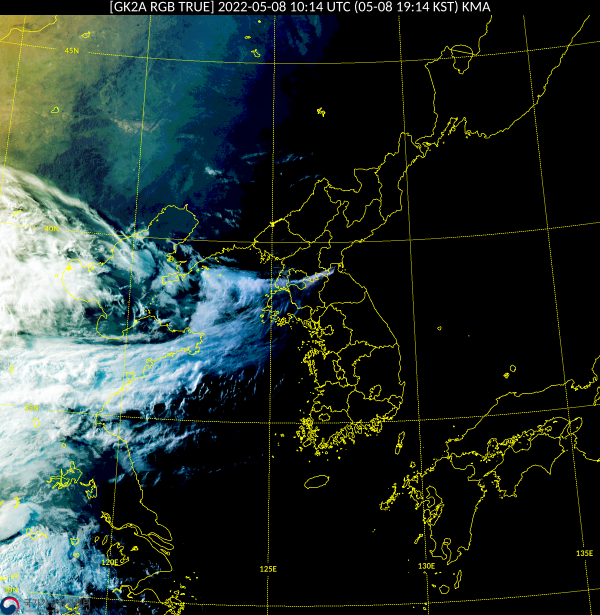 [GK2A RGB TRUE] 2022-05-08 10:14 UTC (05-08 19:14 KST) KMA
45N
120E
125E
130E
135E